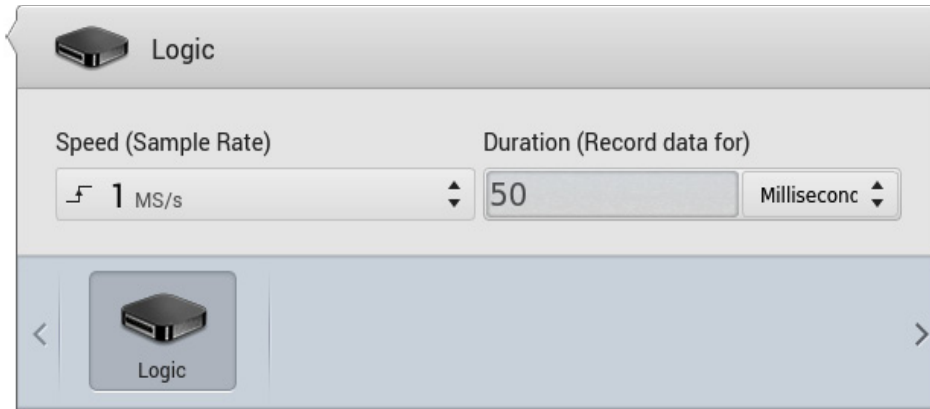 Logic
Speed (Sample Rate)
Duration (Record data for)
1 MS/s
50
Milliseconc
Logic